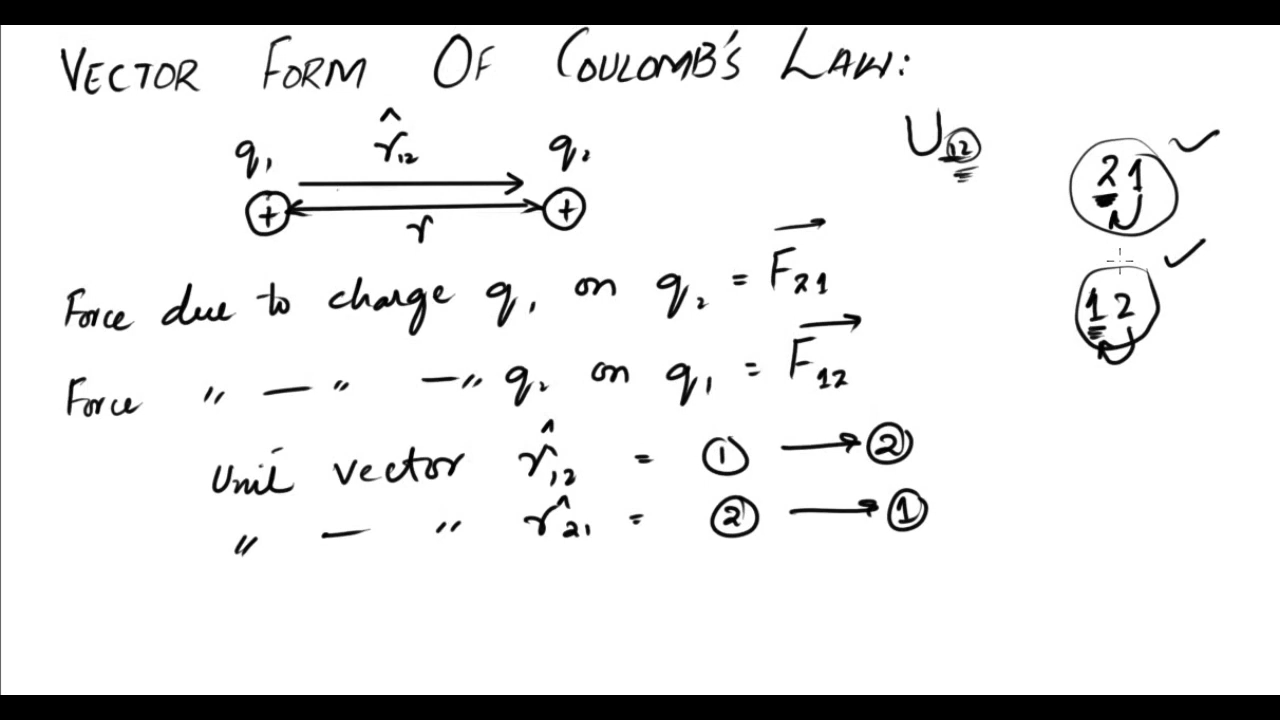 VECTOR FORM OF COULOMB'S LAW:
q₁ r̂₁₂ q₂
+ r +
U₁₂
21
12
Force due to charge q₁ on q₂ = F₂₁
Force " — " — " q₂ on q₁ = F₁₂
Unit vector r̂₁₂ = ① → ②
" — " r̂₂₁ = ② → ①